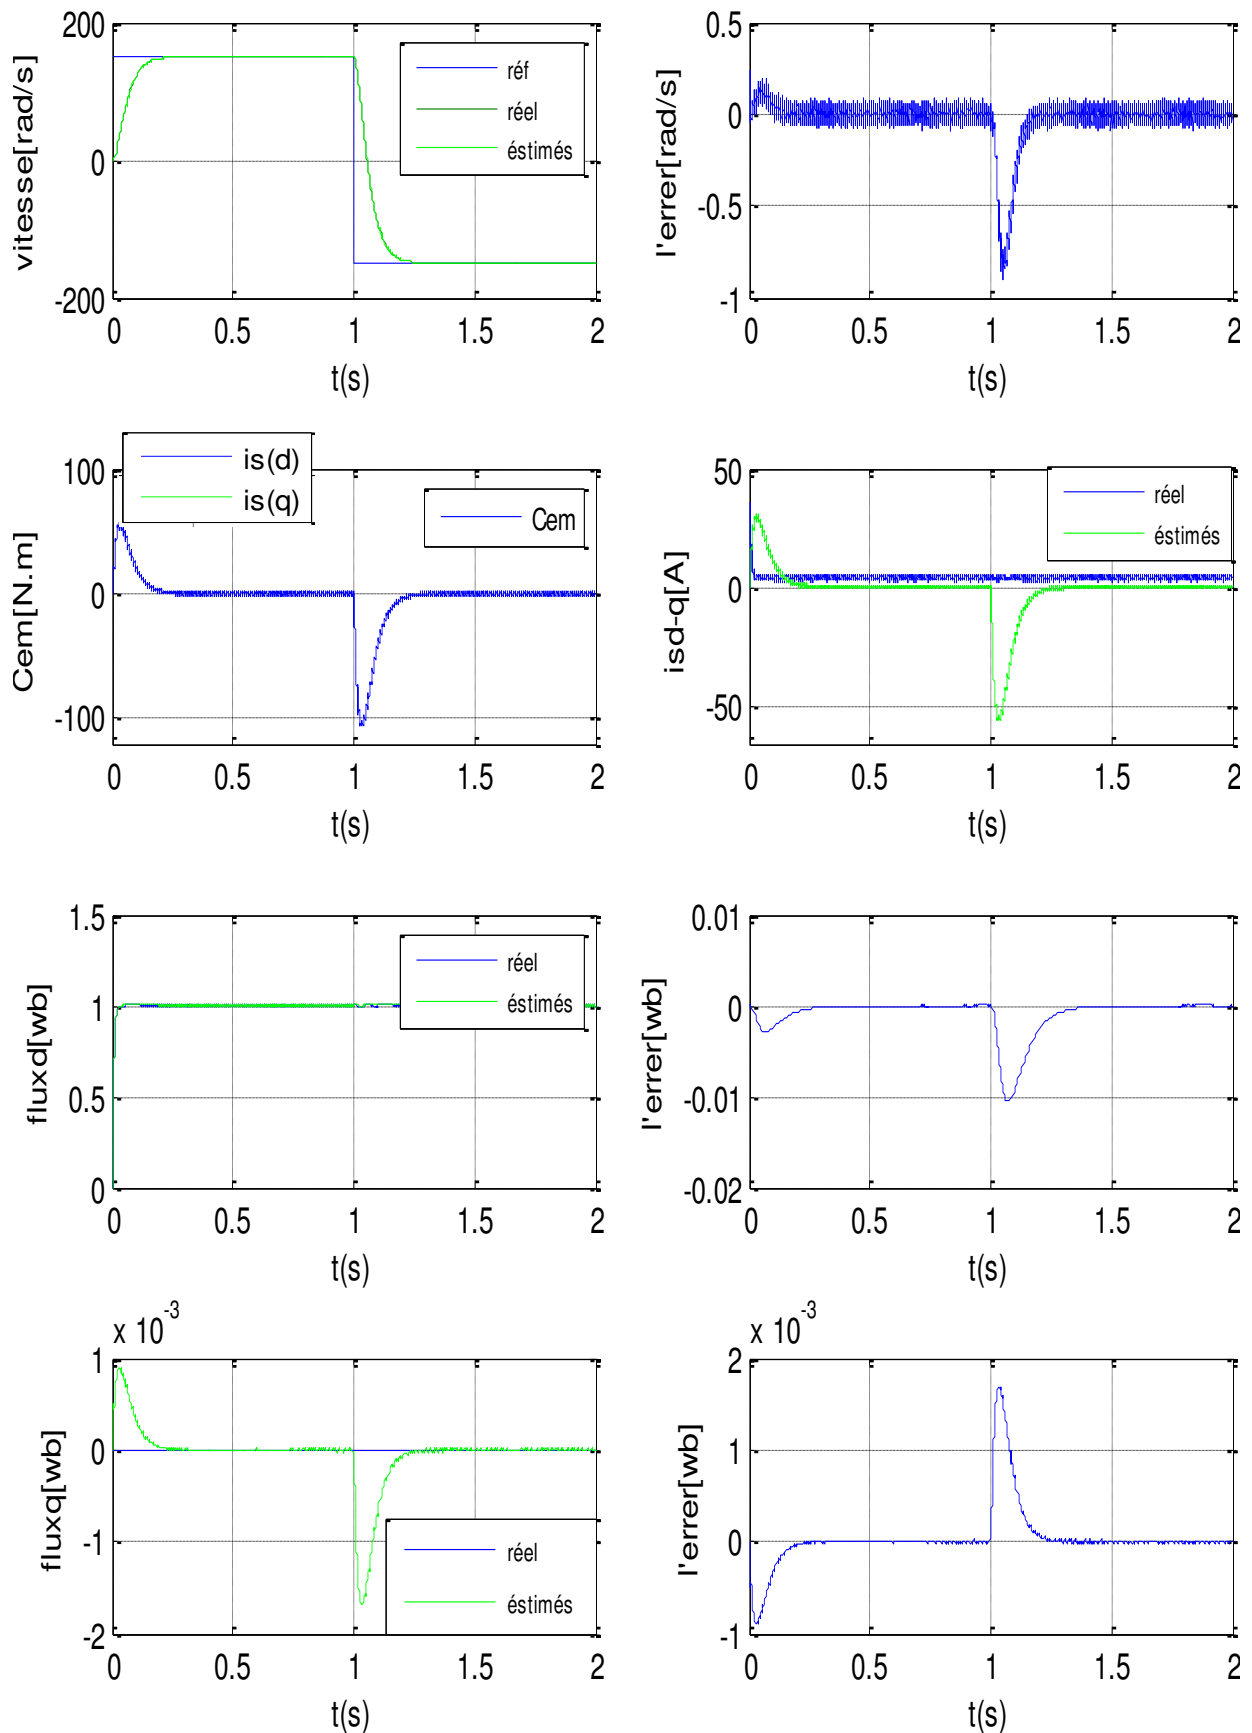 200
0
-200
vitesse[rad/s]
réf
réel
éstimés
0 0.5 1 1.5 2
t(s)
0.5
0
-0.5
-1
l'errer[rad/s]
0 0.5 1 1.5 2
t(s)
is(d)
is(q)
100
0
-100
Cem[N.m]
Cem
0 0.5 1 1.5 2
t(s)
50
0
-50
isd-q[A]
réel
éstimés
0 0.5 1 1.5 2
t(s)
1.5
1
0.5
0
fluxd[wb]
réel
éstimés
0 0.5 1 1.5 2
t(s)
0.01
0
-0.01
-0.02
l'errer[wb]
0 0.5 1 1.5 2
t(s)
x 10-3
1
0
-1
-2
fluxq[wb]
réel
éstimés
0 0.5 1 1.5 2
t(s)
x 10-3
2
1
0
-1
l'errer[wb]
0 0.5 1 1.5 2
t(s)